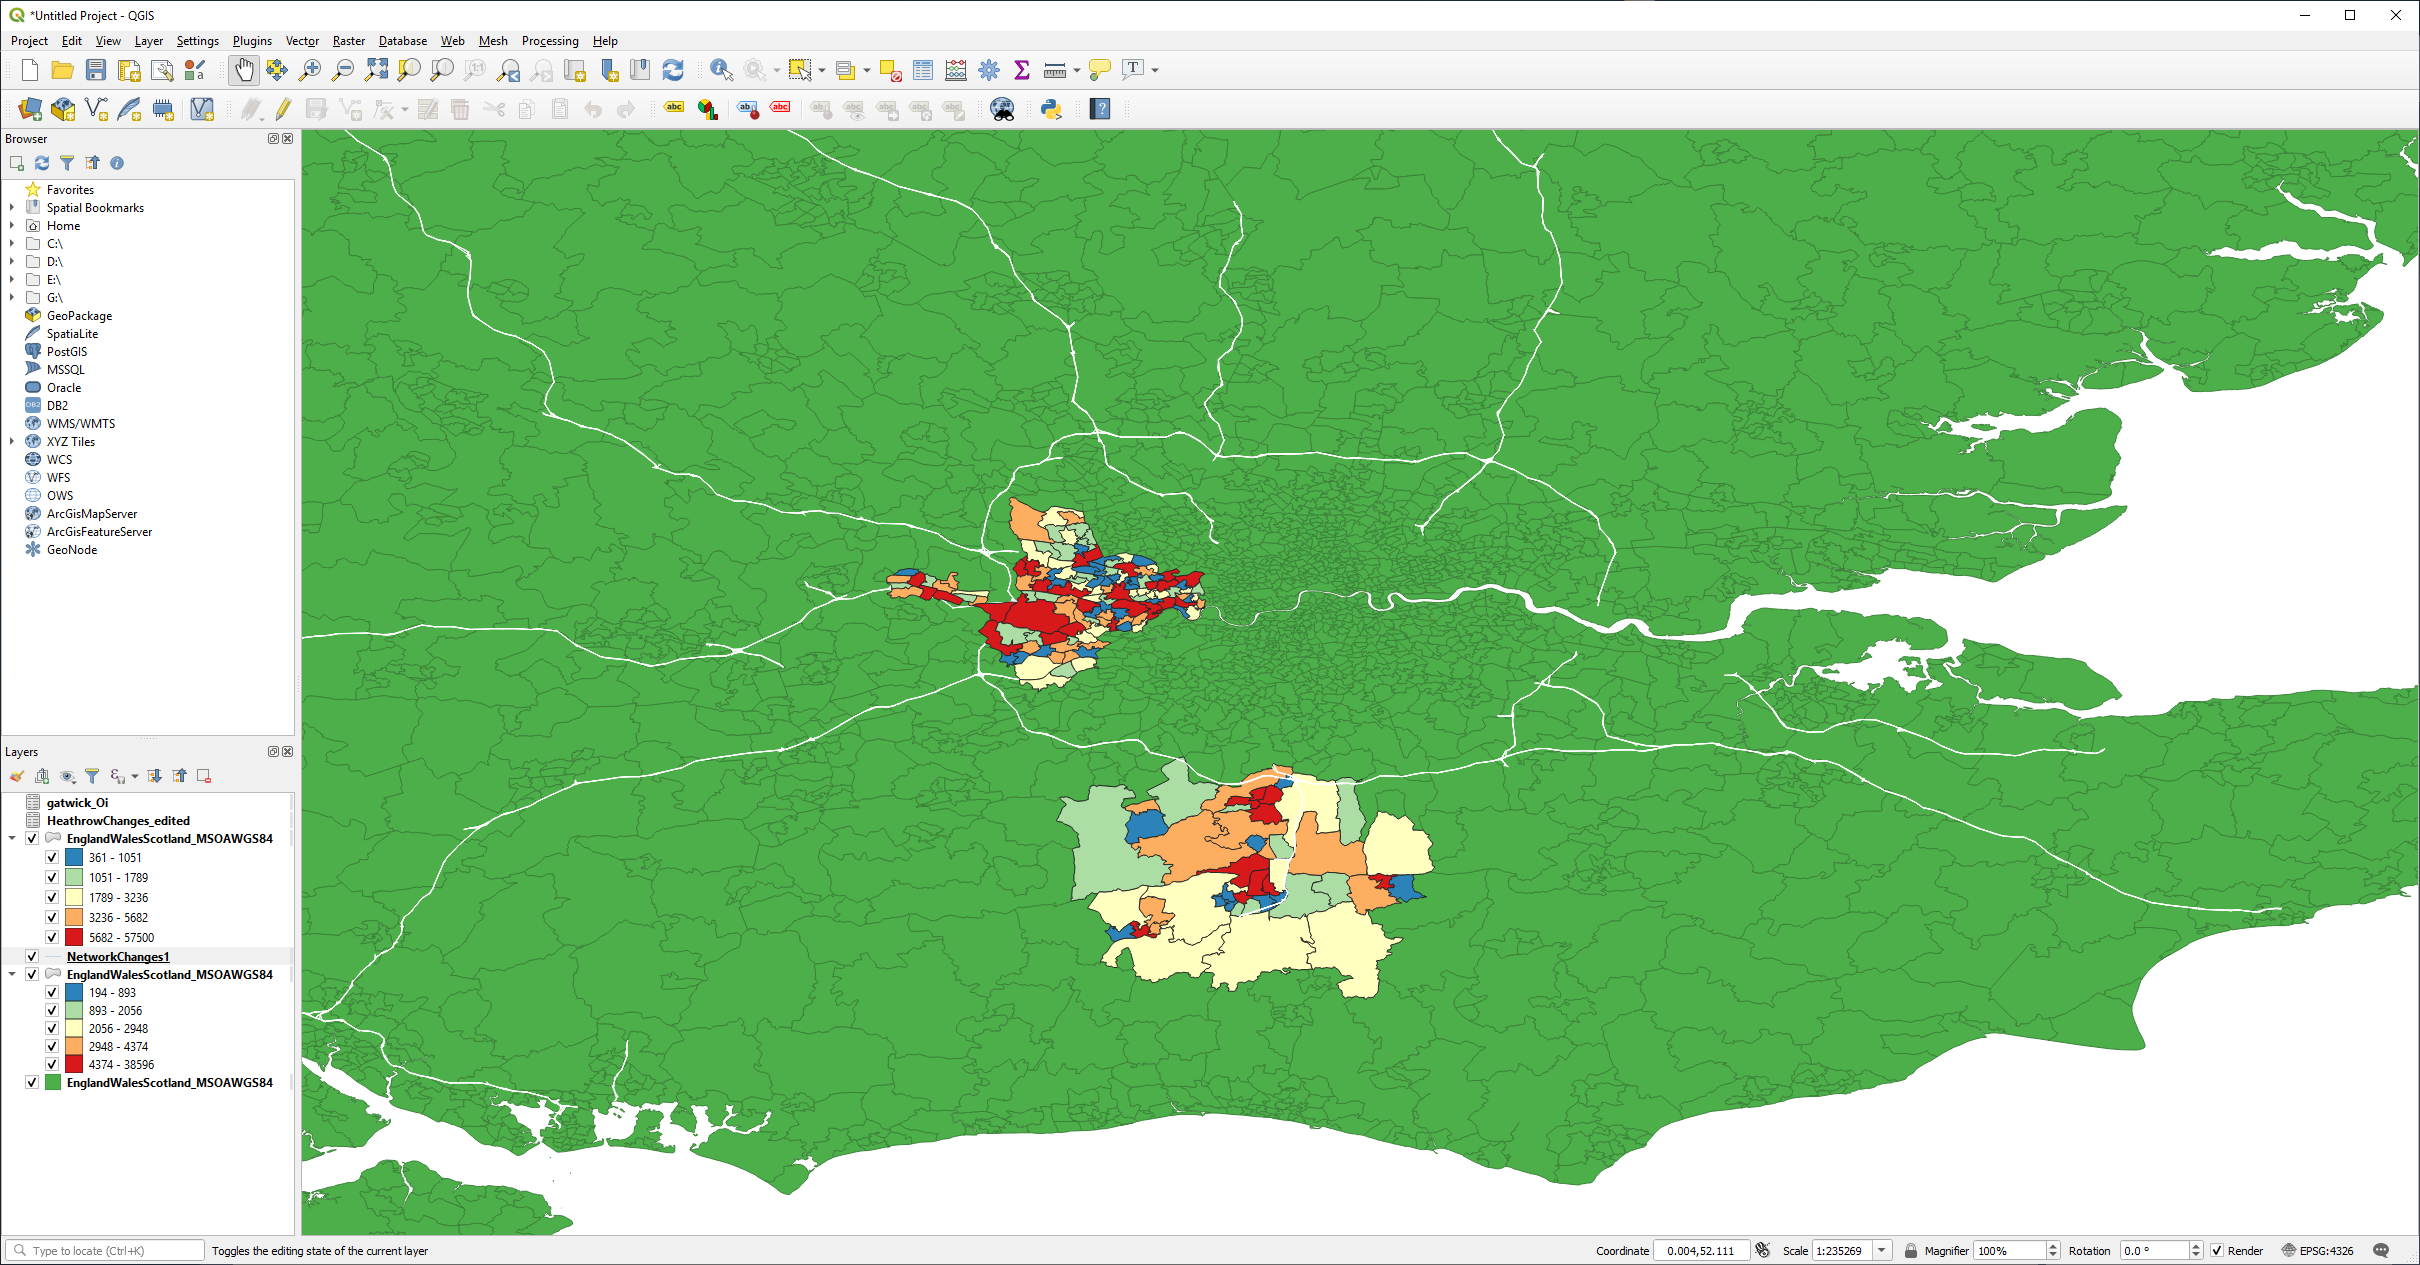 *Untitled Project - QGIS
Project Edit View Layer Settings Plugins Vector Raster Database Web Mesh Processing Help
Browser
Favorites
Spatial Bookmarks
Home
C:\
D:\
E:\
G:\
GeoPackage
SpatiaLite
PostGIS
MSSQL
Oracle
DB2
WMS/WMTS
XYZ Tiles
WCS
WFS
OWS
ArcGisMapServer
ArcGisFeatureServer
GeoNode
Layers
gatwick_Oi
HeathrowChanges_edited
EnglandWalesScotland_MSOAWGS84
361 - 1051
1051 - 1789
1789 - 3236
3236 - 5682
5682 - 57500
NetworkChanges1
EnglandWalesScotland_MSOAWGS84
194 - 893
893 - 2056
2056 - 2948
2948 - 4374
4374 - 38596
EnglandWalesScotland_MSOAWGS84
Type to locate (Ctrl+K) Toggles the editing state of the current layer Coordinate 0.004,52.111 Scale 1:235269 Magnifier 100% Rotation 0.0 ° Render EPSG:4326